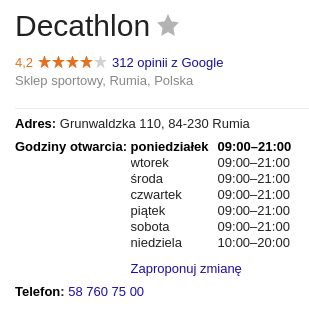 Decathlon
4,2 312 opinii z Google
Sklep sportowy, Rumia, Polska
Adres: Grunwaldzka 110, 84-230 Rumia
Godziny otwarcia: poniedziałek 09:00–21:00
wtorek 09:00–21:00
środa 09:00–21:00
czwartek 09:00–21:00
piątek 09:00–21:00
sobota 09:00–21:00
niedziela 10:00–20:00
Zaproponuj zmianę
Telefon: 58 760 75 00